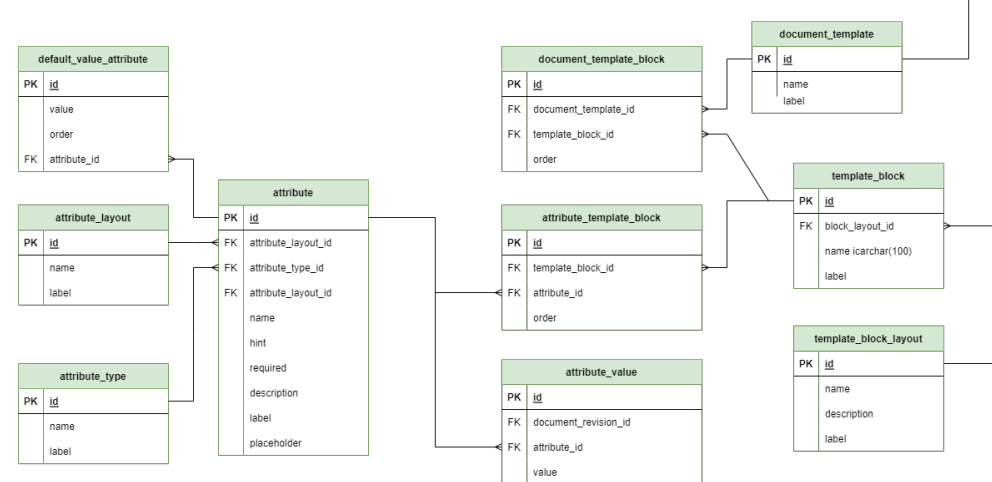 default_value_attribute
PK id
value
order
FK attribute_id
attribute_layout
PK id
name
label
attribute_type
PK id
name
label
attribute
PK id
FK attribute_layout_id
FK attribute_type_id
FK attribute_layout_id
name
hint
required
description
label
placeholder
document_template_block
PK id
FK document_template_id
FK template_block_id
order
attribute_template_block
PK id
FK template_block_id
FK attribute_id
order
attribute_value
PK id
FK document_revision_id
FK attribute_id
value
document_template
PK id
name
label
template_block
PK id
FK block_layout_id
name icarchar(100)
label
template_block_layout
PK id
name
description
label